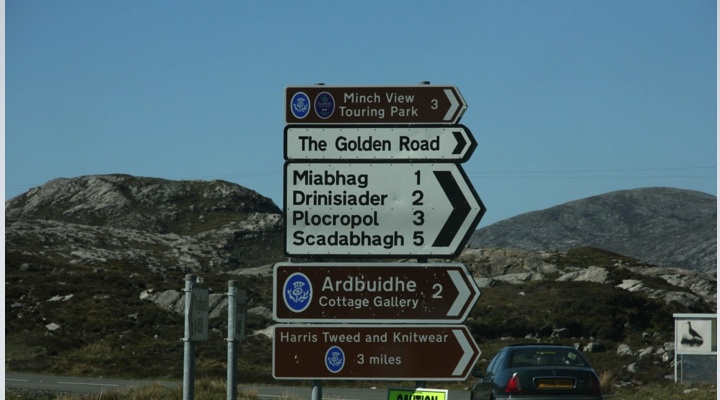 Minch View
Touring Park 3
The Golden Road
Miabhag 1
Drinisiader 2
Plocropol 3
Scadabhagh 5
Ardbuidhe 2
Cottage Gallery
Harris Tweed and Knitwear
3 miles
CAUTION